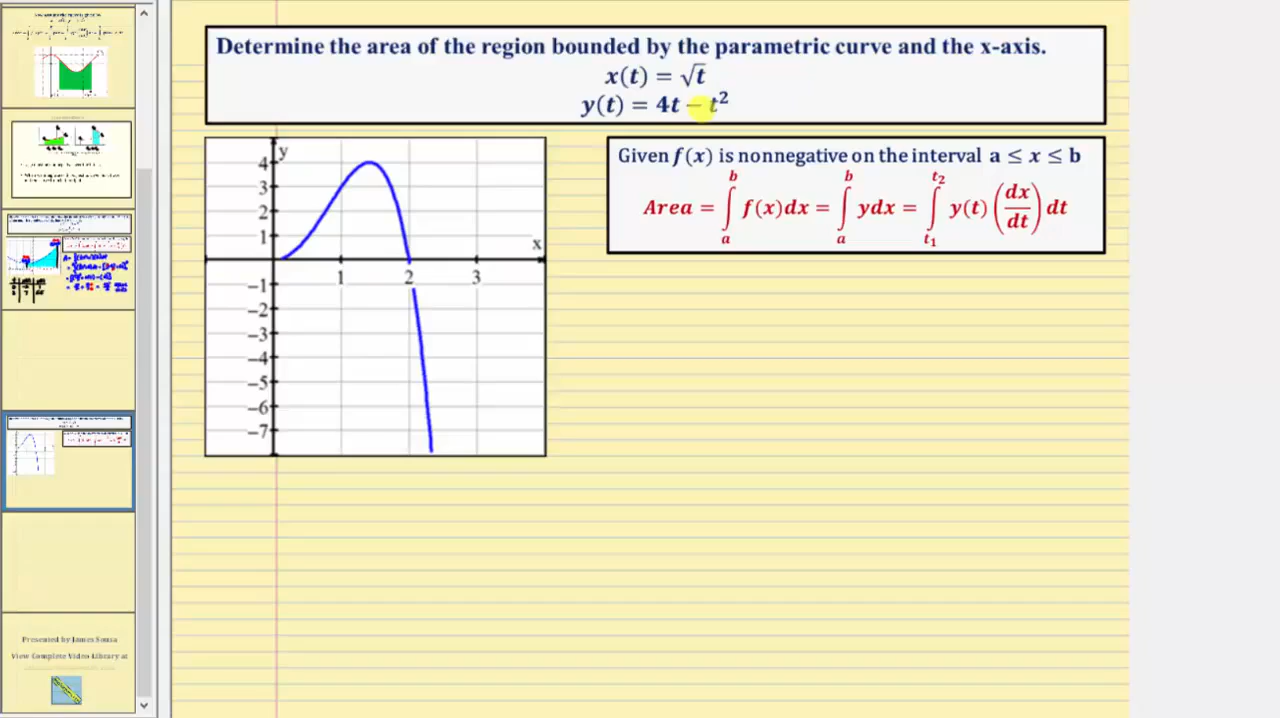 Determine the area of the region bounded by the parametric curve and the x-axis.
x(t) = √t
y(t) = 4t − t²
Given f(x) is nonnegative on the interval a ≤ x ≤ b
Area = ∫_a^b f(x)dx = ∫_a^b ydx = ∫_{t₁}^{t₂} y(t) (dx/dt) dt
y
4
3
2
1
x
1 2 3
−1
−2
−3
−4
−5
−6
−7
Presented by James Sousa
View Complete Video Library at